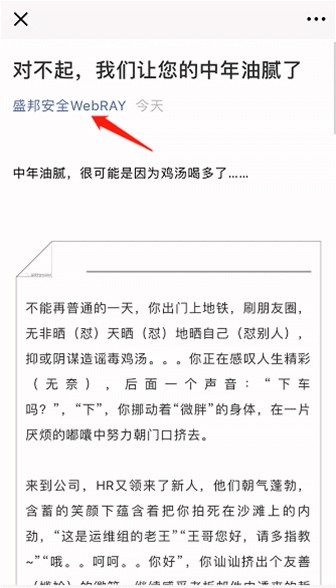 对不起，我们让您的中年油腻了
盛邦安全WebRAY 今天
中年油腻，很可能是因为鸡汤喝多了……
不能再普通的一天，你出门上地铁，刷朋友圈，
无非晒（怼）天晒（怼）地晒自己（怼别人），
抑或阴谋造谣毒鸡汤。。。你正在感叹人生精彩
（无奈），后面一个声音：“下车
吗？”，“下”，你挪动着“微胖”的身体，在一片
厌烦的嘟囔中努力朝门口挤去。
来到公司，HR又领来了新人，他们朝气蓬勃，
含蓄的笑颜下蕴含着把你拍死在沙滩上的内
劲，“这是运维组的老王”“王哥您好，请多指教
~”“哦。。呵呵。。你好”，你讪讪挤出个友善